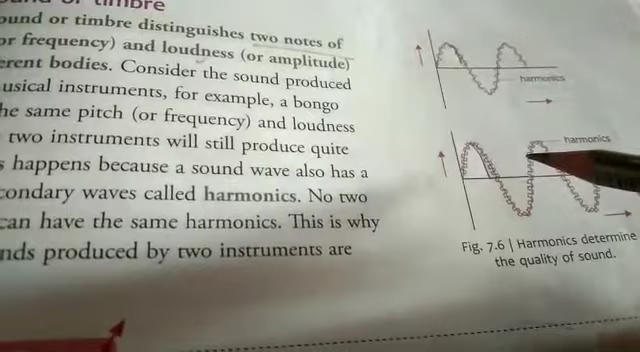 timbre
ound or timbre distinguishes two notes of
or frequency) and loudness (or amplitude)
erent bodies. Consider the sound produced
usical instruments, for example, a bongo
he same pitch (or frequency) and loudness
two instruments will still produce quite
s happens because a sound wave also has a
condary waves called harmonics. No two
can have the same harmonics. This is why
nds produced by two instruments are
harmonics
harmonics
Fig. 7.6 | Harmonics determine
the quality of sound.